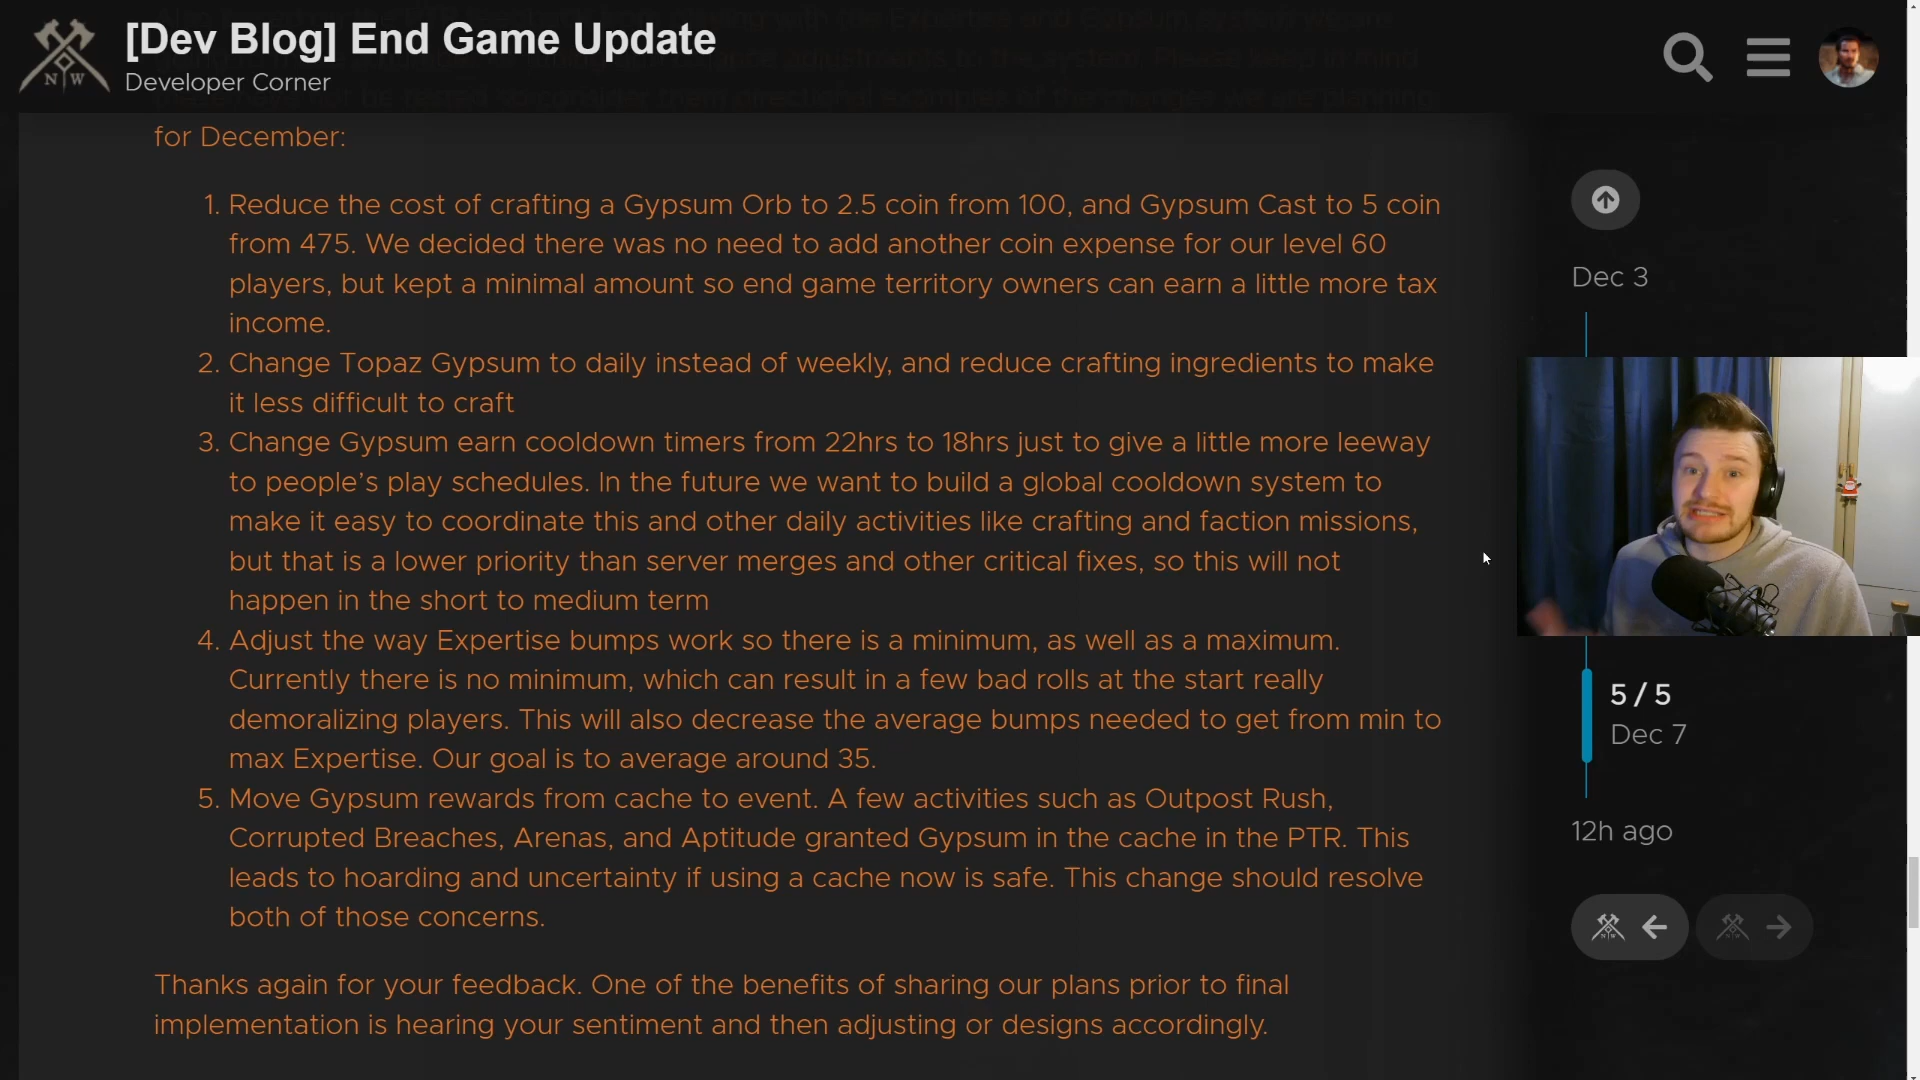 [Dev Blog] End Game Update
Developer Corner
N W
for December:
1. Reduce the cost of crafting a Gypsum Orb to 2.5 coin from 100, and Gypsum Cast to 5 coin
from 475. We decided there was no need to add another coin expense for our level 60
players, but kept a minimal amount so end game territory owners can earn a little more tax
income.
2. Change Topaz Gypsum to daily instead of weekly, and reduce crafting ingredients to make
it less difficult to craft
3. Change Gypsum earn cooldown timers from 22hrs to 18hrs just to give a little more leeway
to people’s play schedules. In the future we want to build a global cooldown system to
make it easy to coordinate this and other daily activities like crafting and faction missions,
but that is a lower priority than server merges and other critical fixes, so this will not
happen in the short to medium term
4. Adjust the way Expertise bumps work so there is a minimum, as well as a maximum.
Currently there is no minimum, which can result in a few bad rolls at the start really
demoralizing players. This will also decrease the average bumps needed to get from min to
max Expertise. Our goal is to average around 35.
5. Move Gypsum rewards from cache to event. A few activities such as Outpost Rush,
Corrupted Breaches, Arenas, and Aptitude granted Gypsum in the cache in the PTR. This
leads to hoarding and uncertainty if using a cache now is safe. This change should resolve
both of those concerns.
Thanks again for your feedback. One of the benefits of sharing our plans prior to final
implementation is hearing your sentiment and then adjusting or designs accordingly.
Dec 3
5 / 5
Dec 7
12h ago